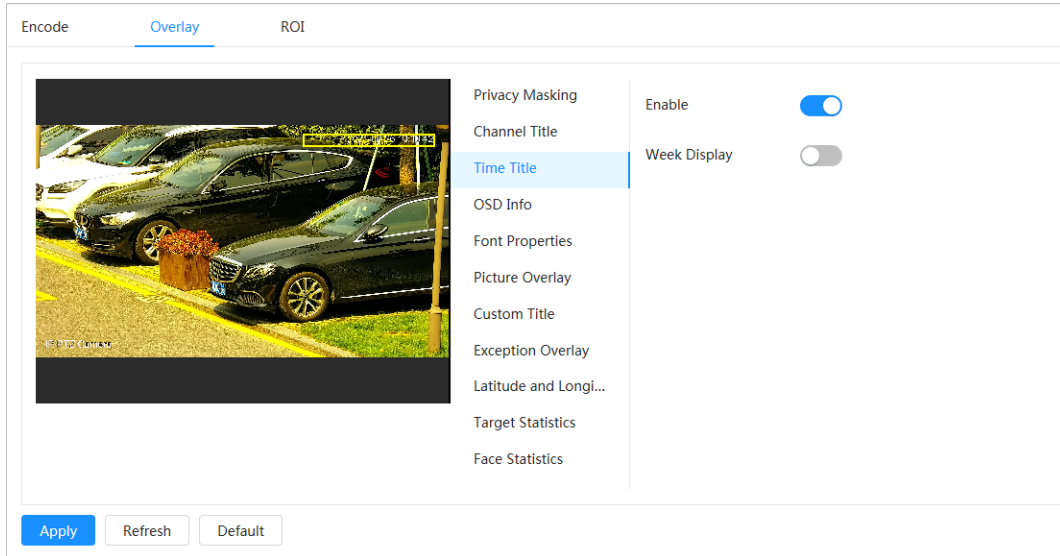 Encode Overlay ROI
Privacy Masking
Channel Title
Time Title
OSD Info
Font Properties
Picture Overlay
Custom Title
Exception Overlay
Latitude and Longi...
Target Statistics
Face Statistics
Enable
Week Display
Apply Refresh Default